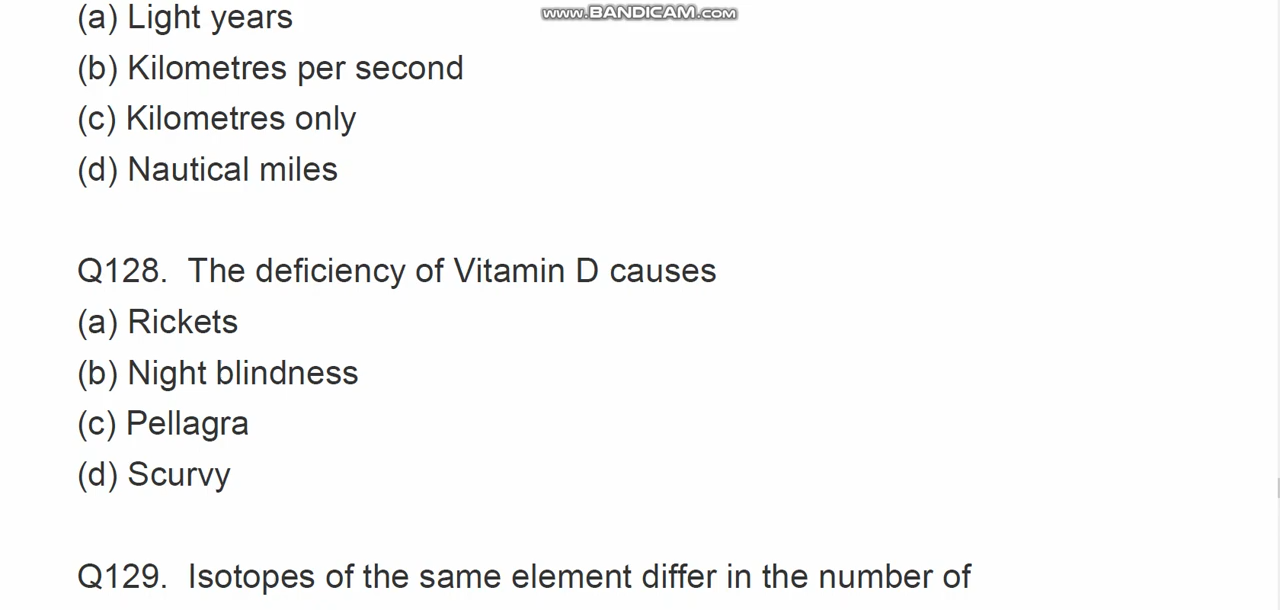 www.BANDICAM.com
(a) Light years
(b) Kilometres per second
(c) Kilometres only
(d) Nautical miles
Q128. The deficiency of Vitamin D causes
(a) Rickets
(b) Night blindness
(c) Pellagra
(d) Scurvy
Q129. Isotopes of the same element differ in the number of